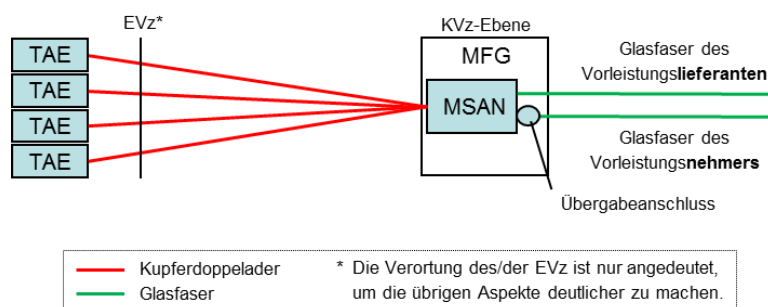 EVz*
KVz-Ebene
TAE
TAE
TAE
TAE
MFG
MSAN
Glasfaser des
Vorleistungslieferanten
Glasfaser des
Vorleistungsnehmers
Übergabeanschluss
Kupferdoppelader
Glasfaser
* Die Verortung des/der EVz ist nur angedeutet,
um die übrigen Aspekte deutlicher zu machen.